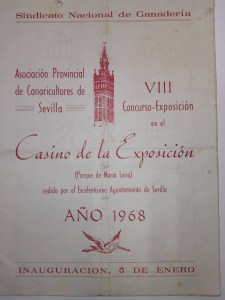 Sindicato Nacional de Ganadería
Asociación Provincial
de Canaricultores de
Sevilla
VIII
Concurso-Exposición
en el
Casino de la Exposición
(Parque de María Luisa)
cedido por el Excelentísimo Ayuntamiento de Sevilla
AÑO 1968
INAUGURACION, 5 DE ENERO